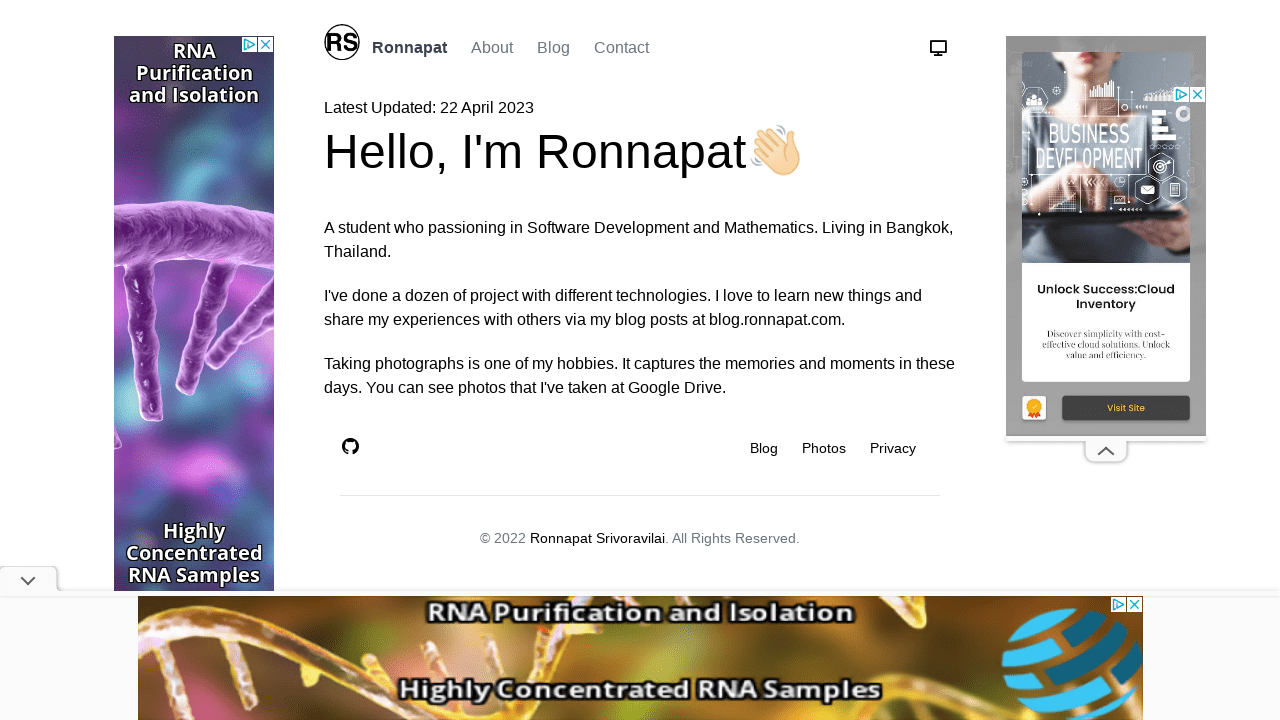 RNA
Purification
and Isolation
Highly
Concentrated
RNA Samples
RS
Ronnapat
About
Blog
Contact
Latest Updated: 22 April 2023
Hello, I'm Ronnapat
A student who passioning in Software Development and Mathematics. Living in Bangkok,
Thailand.
I've done a dozen of project with different technologies. I love to learn new things and
share my experiences with others via my blog posts at blog.ronnapat.com.
Taking photographs is one of my hobbies. It captures the memories and moments in these
days. You can see photos that I've taken at Google Drive.
Blog
Photos
Privacy
© 2022 Ronnapat Srivoravilai. All Rights Reserved.
BUSINESS
DEVELOPMENT
Unlock Success:Cloud
Inventory
Discover simplicity with cost-
effective cloud solutions. Unlock
value and efficiency.
Visit Site
RNA Purification and Isolation
Highly Concentrated RNA Samples